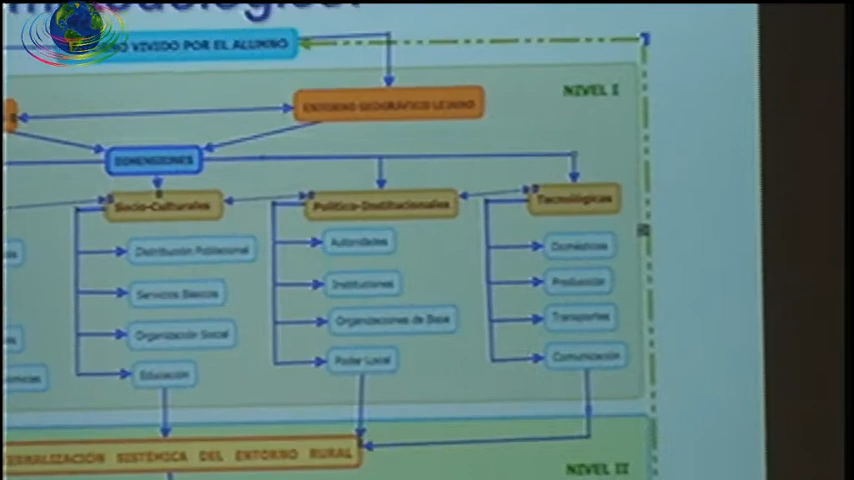 VIVIDO POR EL ALUMNO
NIVEL I
ENTORNO GEOGRÁFICO LEJANO
DIMENSIONES
Socio-Culturales
Político-Institucionales
Tecnológicas
Distribución Poblacional
Autoridades
Domésticos
Servicios Básicos
Instituciones
Producción
Organización Social
Organizaciones de Base
Transportes
Educación
Poder Local
Comunicación
SISTÉMICA DEL ENTORNO RURAL
NIVEL II